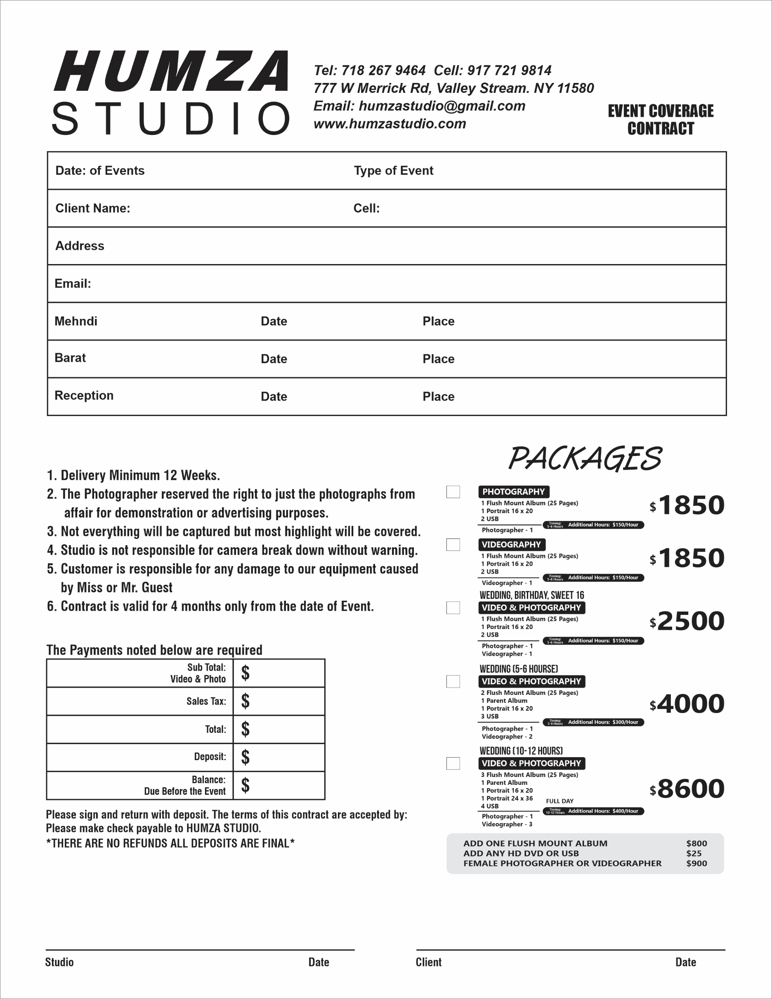 HUMZA
STUDIO
Tel: 718 267 9464  Cell: 917 721 9814
777 W Merrick Rd, Valley Stream. NY 11580
Email: humzastudio@gmail.com
www.humzastudio.com
EVENT COVERAGE
CONTRACT
Date: of Events Type of Event
Client Name: Cell:
Address
Email:
Mehndi Date Place
Barat Date Place
Reception Date Place
1. Delivery Minimum 12 Weeks.
2. The Photographer reserved the right to just the photographs from
affair for demonstration or advertising purposes.
3. Not everything will be captured but most highlight will be covered.
4. Studio is not responsible for camera break down without warning.
5. Customer is responsible for any damage to our equipment caused
by Miss or Mr. Guest
6. Contract is valid for 4 months only from the date of Event.
The Payments noted below are required
Sub Total: $
Video & Photo
Sales Tax: $
Total: $
Deposit: $
Balance: $
Due Before the Event
Please sign and return with deposit. The terms of this contract are accepted by:
Please make check payable to HUMZA STUDIO.
*THERE ARE NO REFUNDS ALL DEPOSITS ARE FINAL*
PACKAGES
PHOTOGRAPHY
1 Flush Mount Album (25 Pages)
1 Portrait 16 x 20
2 USB
$1850
Timing:
5-6 Hours Additional Hours: $150/Hour
Photographer - 1
VIDEOGRAPHY
1 Flush Mount Album (25 Pages)
1 Portrait 16 x 20
2 USB
$1850
Timing:
5-6 Hours Additional Hours: $150/Hour
Videographer - 1
WEDDING, BIRTHDAY, SWEET 16
VIDEO & PHOTOGRAPHY
1 Flush Mount Album (25 Pages)
1 Portrait 16 x 20
2 USB
$2500
Timing:
5-6 Hours Additional Hours: $150/Hour
Photographer - 1
Videographer - 1
WEDDING (5-6 HOURSE)
VIDEO & PHOTOGRAPHY
2 Flush Mount Album (25 Pages)
1 Parent Album
1 Portrait 16 x 20
3 USB
$4000
Timing:
5-6 Hours Additional Hours: $300/Hour
Photographer - 1
Videographer - 2
WEDDING (10-12 HOURS)
VIDEO & PHOTOGRAPHY
3 Flush Mount Album (25 Pages)
1 Parent Album
1 Portrait 16 x 20
1 Portrait 24 x 36
4 USB
$8600
FULL DAY
Timing:
10-12 Hours Additional Hours: $400/Hour
Photographer - 1
Videographer - 3
ADD ONE FLUSH MOUNT ALBUM $800
ADD ANY HD DVD OR USB $25
FEMALE PHOTOGRAPHER OR VIDEOGRAPHER $900
Studio Date Client Date